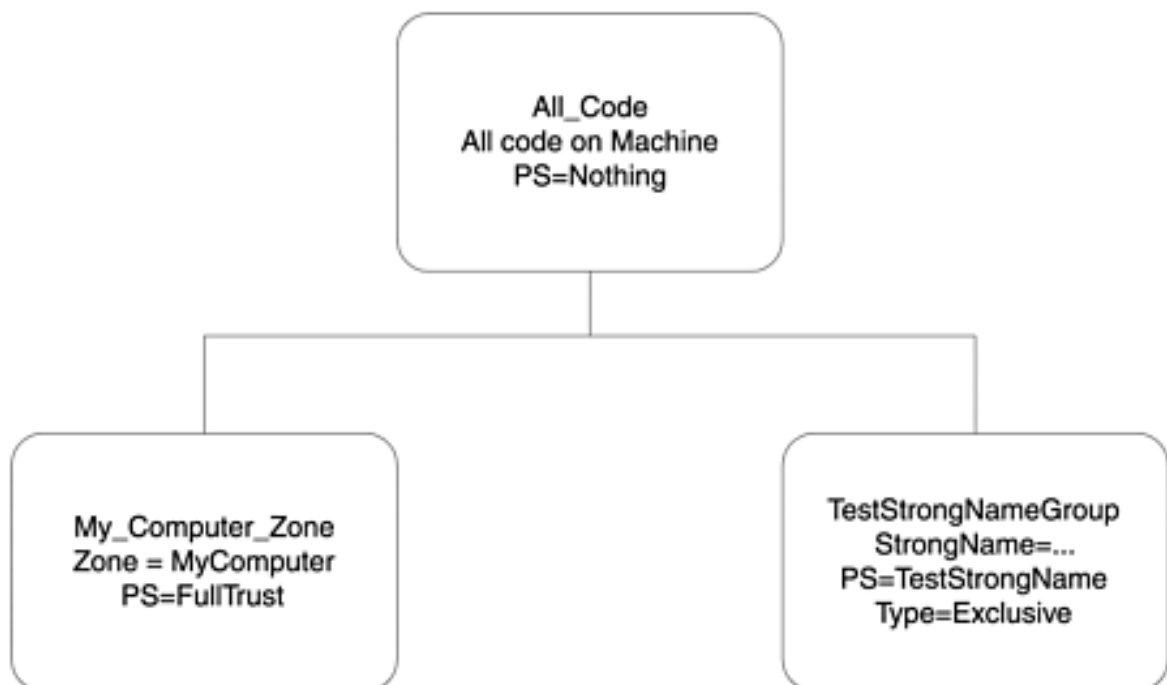 All_Code
All code on Machine
PS=Nothing
My_Computer_Zone
Zone = MyComputer
PS=FullTrust
TestStrongNameGroup
StrongName=...
PS=TestStrongName
Type=Exclusive